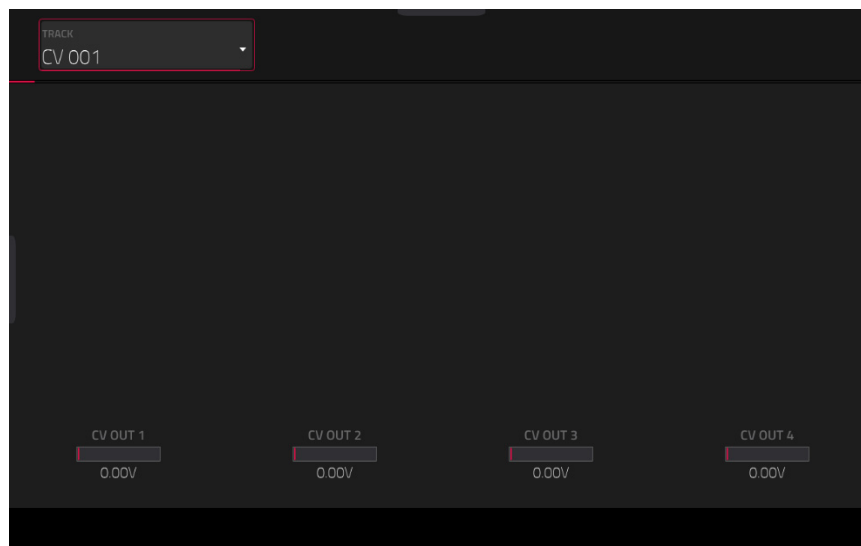 TRACK
CV 001
CV OUT 1 CV OUT 2 CV OUT 3 CV OUT 4
0.00V 0.00V 0.00V 0.00V